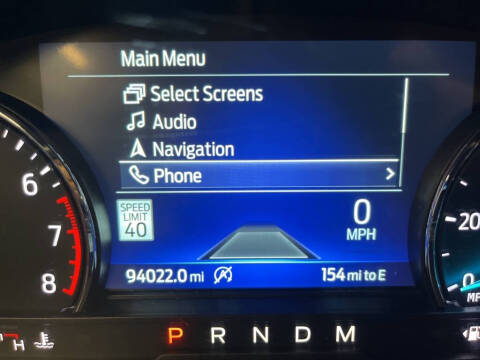 Main Menu
Select Screens
Audio
Navigation
Phone
SPEED
LIMIT
40
0
MPH
94022.0 mi
154 mi to E
6
7
8
20
0
H
P R N D M